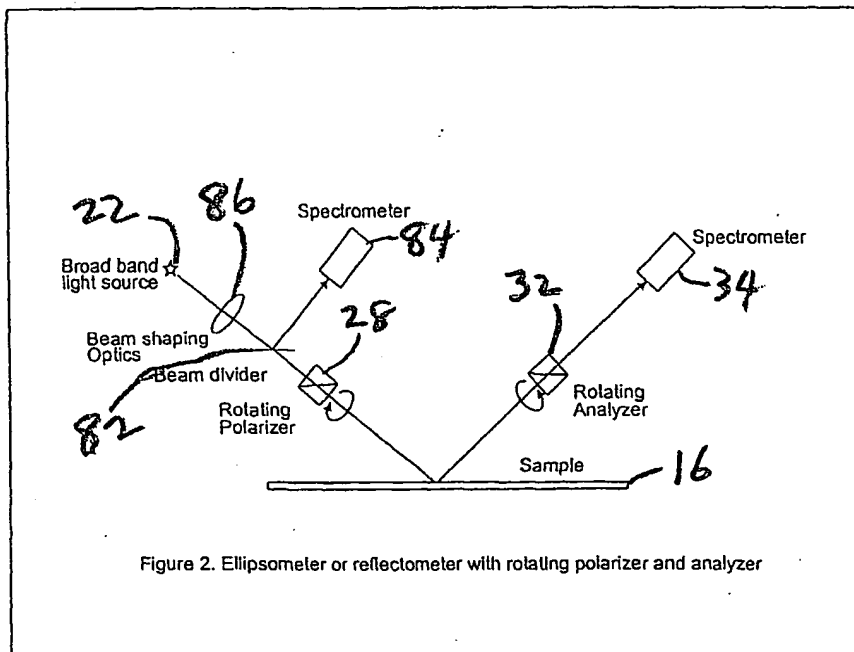 22
86
Spectrometer
84
Spectrometer
34
Broad band
light source
32
28
Beam shaping
Optics
Beam divider
82
Rotating
Polarizer
Rotating
Analyzer
Sample
16
Figure 2. Ellipsometer or reflectometer with rotating polarizer and analyzer